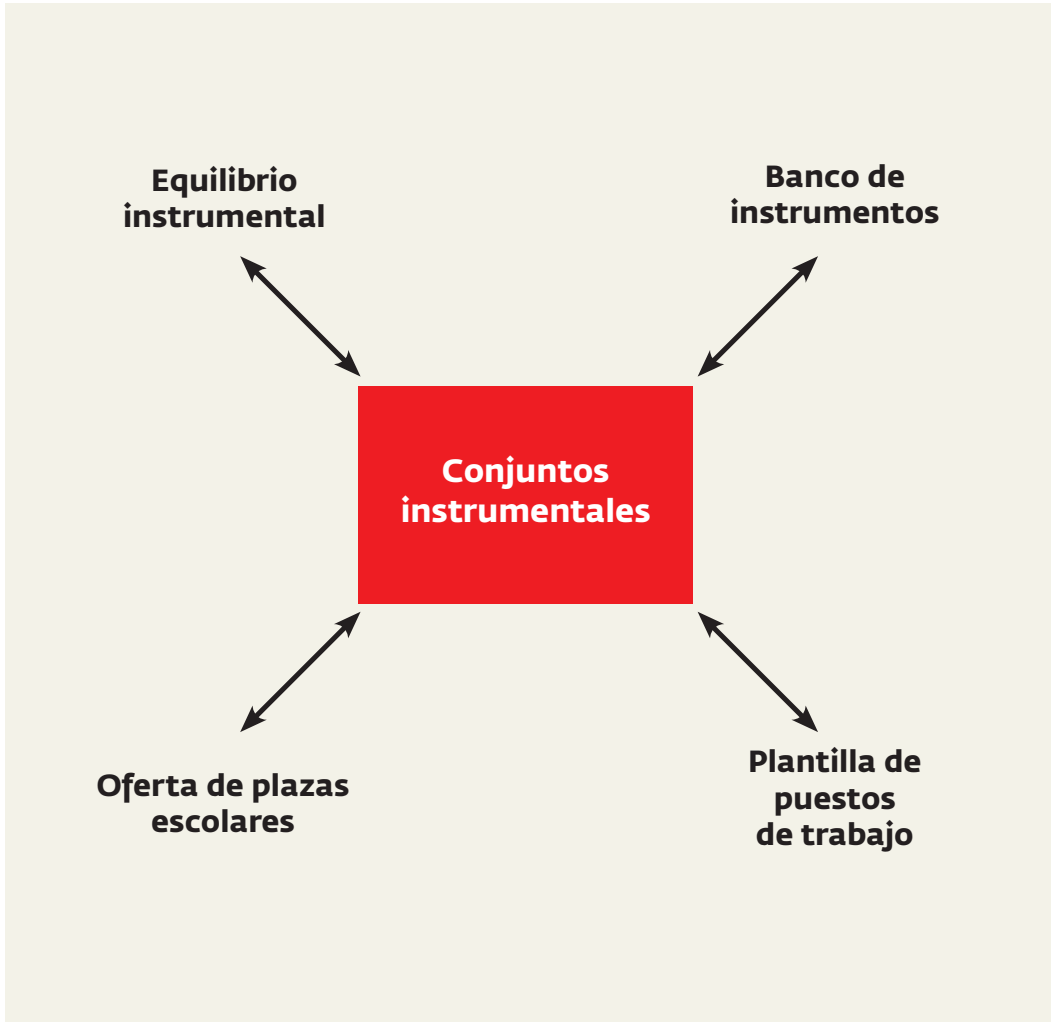 Equilibrio
instrumental
Banco de
instrumentos
Conjuntos
instrumentales
Oferta de plazas
escolares
Plantilla de
puestos
de trabajo